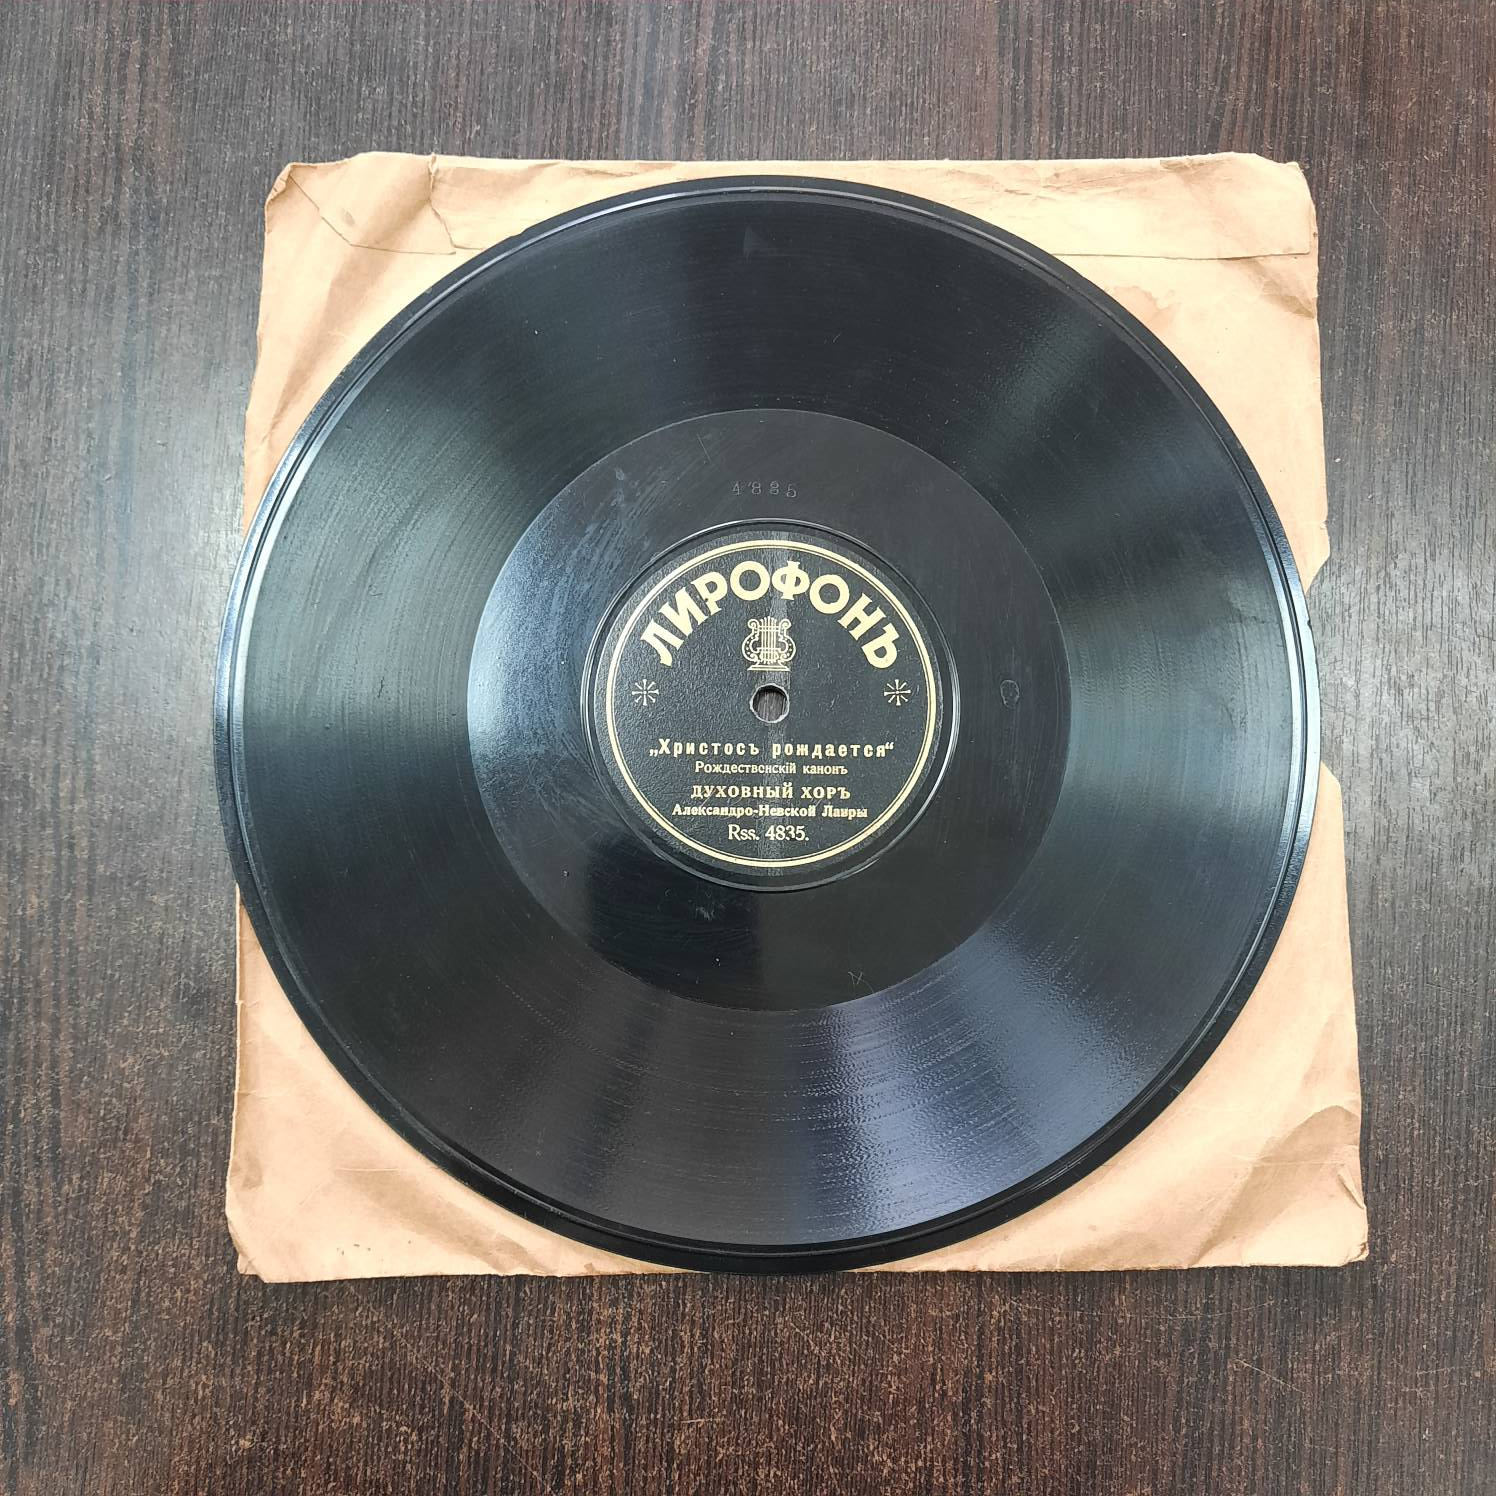 4835
ЛИРОФОНЪ
„Христосъ рождается“
Рождественскій канонъ
ДУХОВНЫЙ ХОРЪ
Александро-Невской Лавры
Rss. 4835.